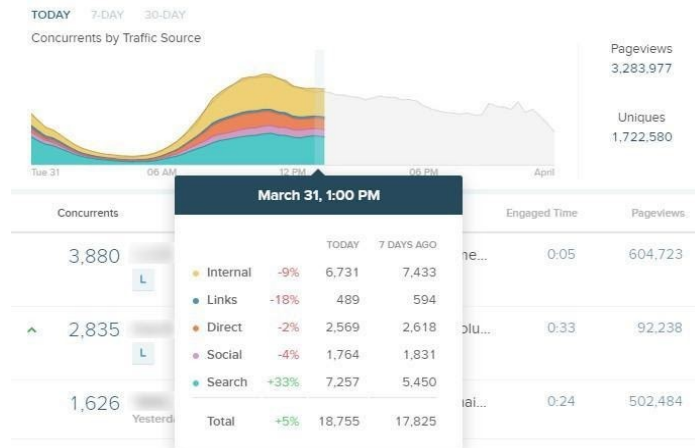 TODAY 7-DAY 30-DAY
Concurrents by Traffic Source
Pageviews
3,283,977
Uniques
1,722,580
Tue 31 06 AM 12 PM 06 PM April
March 31, 1:00 PM
TODAY 7 DAYS AGO
Internal -9% 6,731 7,433
Links -18% 489 594
Direct -2% 2,569 2,618
Social -4% 1,764 1,831
Search +33% 7,257 5,450
Total +5% 18,755 17,825
Concurrents Engaged Time Pageviews
3,880 0:05 604,723
L
2,835 0:33 92,238
L
1,626 0:24 502,484